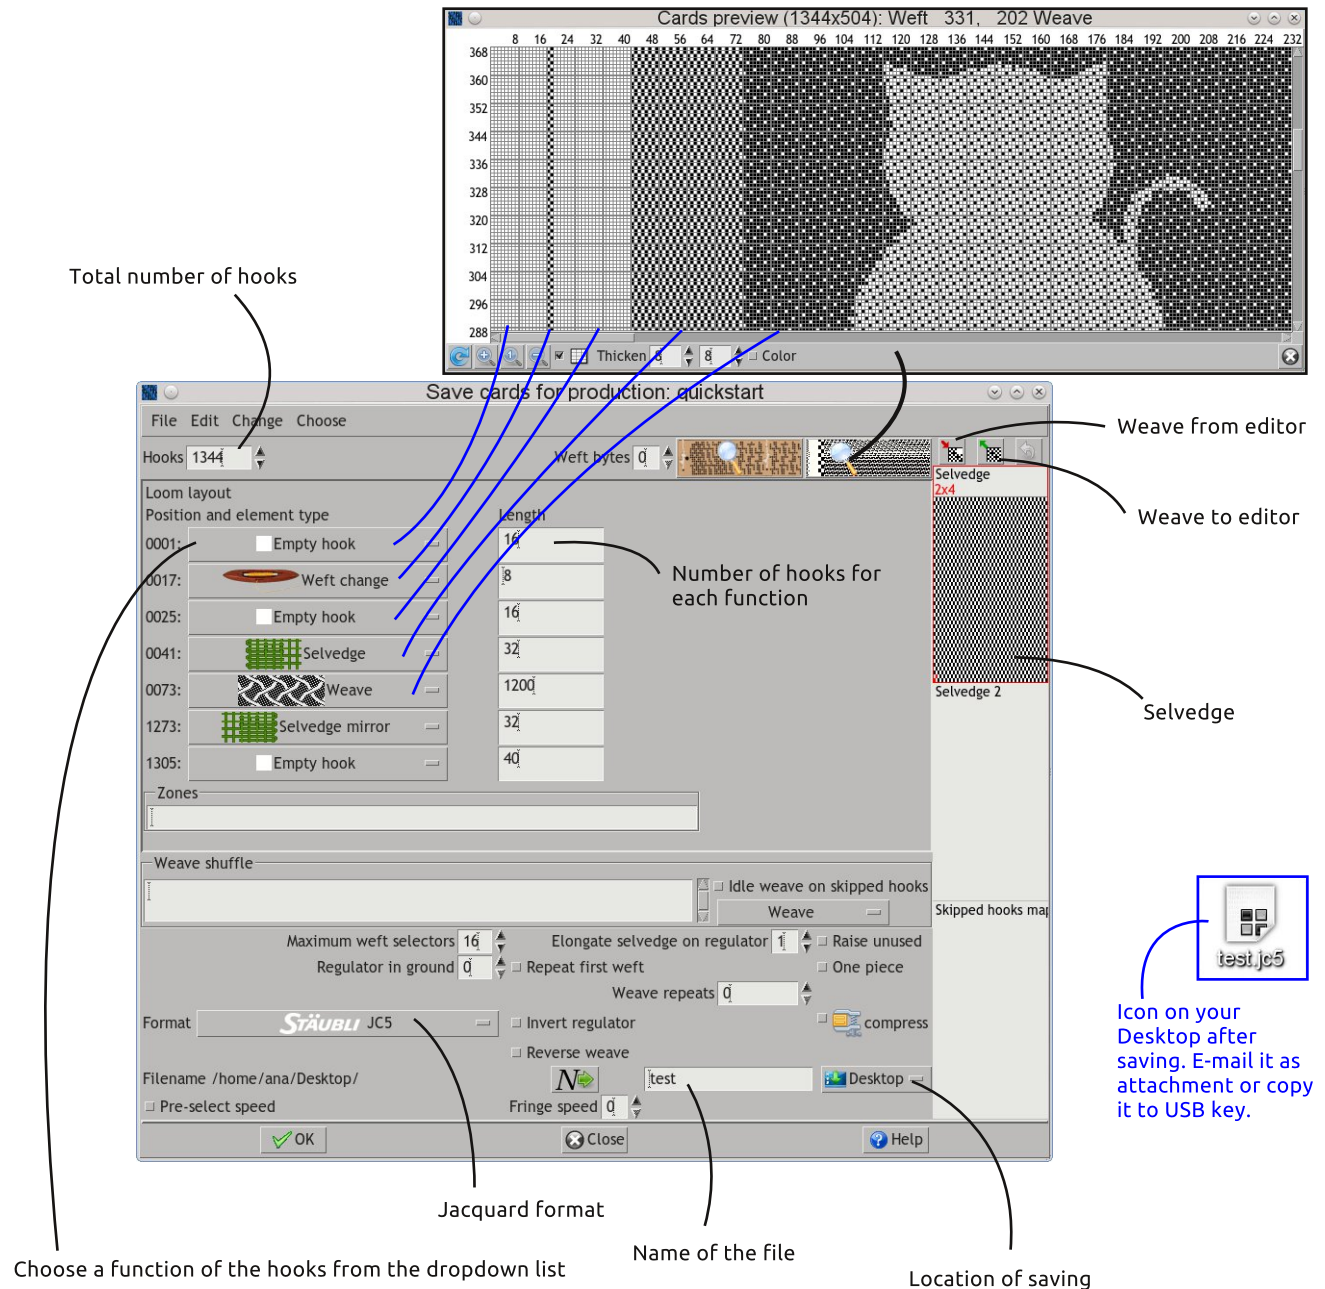 Cards preview (1344x504): Weft 331, 202 Weave
8 16 24 32 40 48 56 64 72 80 88 96 104 112 120 128 136 144 152 160 168 176 184 192 200 208 216 224 232
368
360
352
344
336
328
320
312
304
296
288
Thicken 8 8 Color
Total number of hooks
Save cards for production: quickstart
File Edit Change Choose
Hooks 1344
Weft bytes 0
Weave from editor
Weave to editor
Selvedge
2x4
Loom layout
Position and element type
Length
0001: Empty hook 16
0017: Weft change 8
0025: Empty hook 16
0041: Selvedge 32
0073: Weave 1200
1273: Selvedge mirror 32
1305: Empty hook 40
Number of hooks for
each function
Selvedge 2
Selvedge
Zones
Weave shuffle
Idle weave on skipped hooks
Weave
Skipped hooks map
Maximum weft selectors 16
Elongate selvedge on regulator 1
Raise unused
Regulator in ground 0
Repeat first weft
One piece
Weave repeats 0
Format STÄUBLI JC5
Invert regulator
compress
Reverse weave
Filename /home/ana/Desktop/
N
test
Desktop
Pre-select speed
Fringe speed 0
OK
Close
Help
test.jc5
Icon on your
Desktop after
saving. E-mail it as
attachment or copy
it to USB key.
Jacquard format
Name of the file
Choose a function of the hooks from the dropdown list
Location of saving